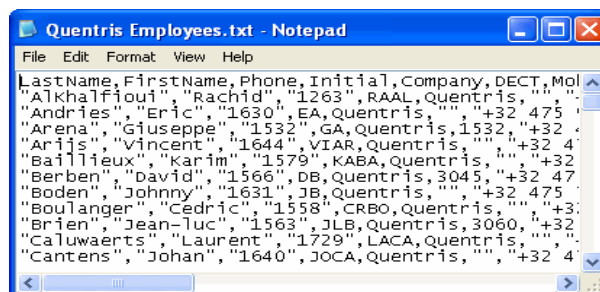 Quentris Employees.txt - Notepad
File Edit Format View Help
LastName,FirstName,Phone,Initial,Company,DECT,Mo
"AlKhalfioui","Rachid","1263",RAAL,Quentris,"","
"Andries","Eric","1630",EA,Quentris,"","+32 475
"Arena","Giuseppe","1532",GA,Quentris,1532,"+32
"Arijs","Vincent","1644",VIAR,Quentris,"","+32 4
"Baillieux","Karim","1579",KABA,Quentris,"","+32
"Berben","David","1566",DB,Quentris,3045,"+32 47
"Boden","Johnny","1631",JB,Quentris,"","+32 475
"Boulanger","Cedric","1558",CRBO,Quentris,"","+3
"Brien","Jean-luc","1563",JLB,Quentris,3060,"+32
"Caluwaerts","Laurent","1729",LACA,Quentris,"","
"Cantens","Johan","1640",JOCA,Quentris,"","+32 4